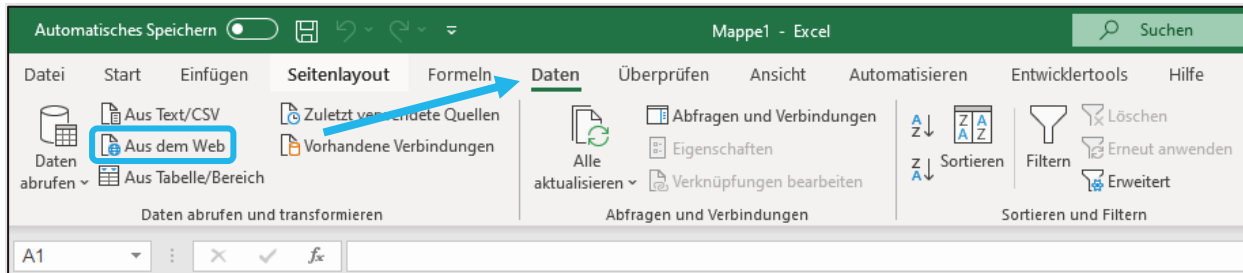 Automatisches Speichern Mappe1 - Excel Suchen
Datei Start Einfügen Seitenlayout Formeln Daten Überprüfen Ansicht Automatisieren Entwicklertools Hilfe
Daten abrufen
Aus Text/CSV
Aus dem Web
Aus Tabelle/Bereich
Zuletzt verwendete Quellen
Vorhandene Verbindungen
Daten abrufen und transformieren
Alle
aktualisieren
Abfragen und Verbindungen
Eigenschaften
Verknüpfungen bearbeiten
Abfragen und Verbindungen
A
Z
Z
A
Z A
A Z
Sortieren
Filtern
Löschen
Erneut anwenden
Erweitert
Sortieren und Filtern
A1 fx